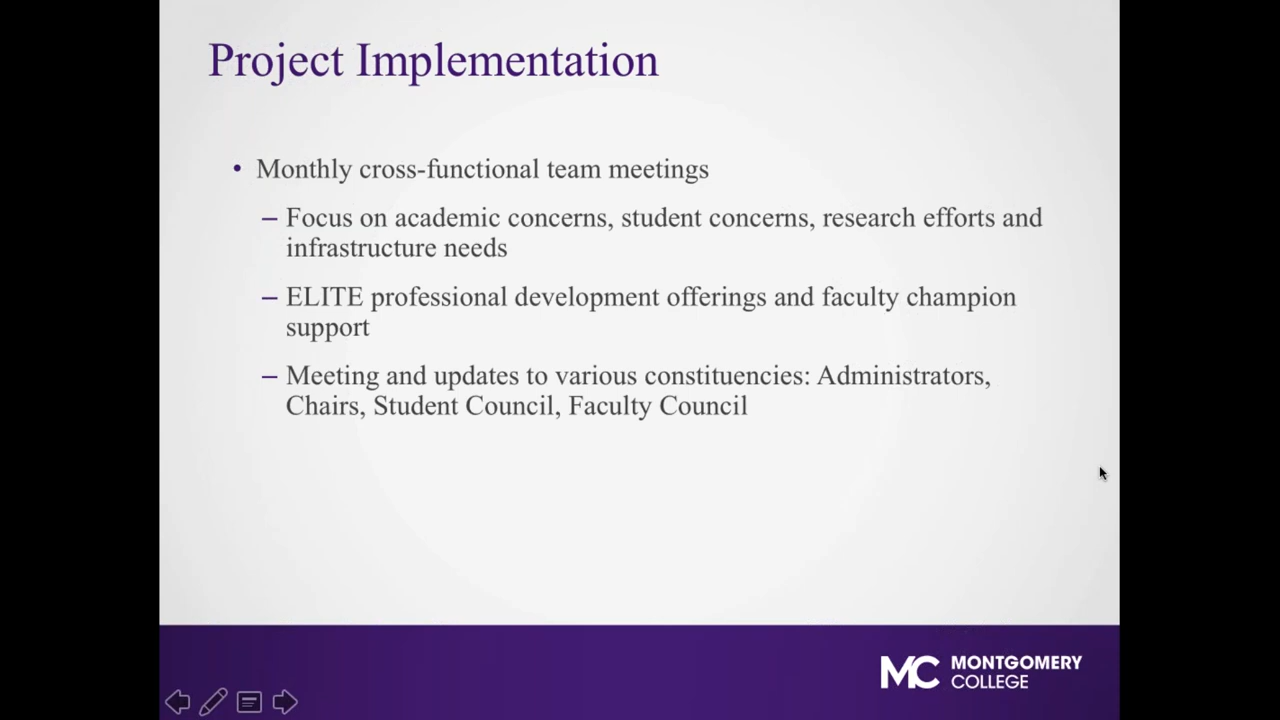 Project Implementation
• Monthly cross-functional team meetings
– Focus on academic concerns, student concerns, research efforts and
infrastructure needs
– ELITE professional development offerings and faculty champion
support
– Meeting and updates to various constituencies: Administrators,
Chairs, Student Council, Faculty Council
MC MONTGOMERY
COLLEGE